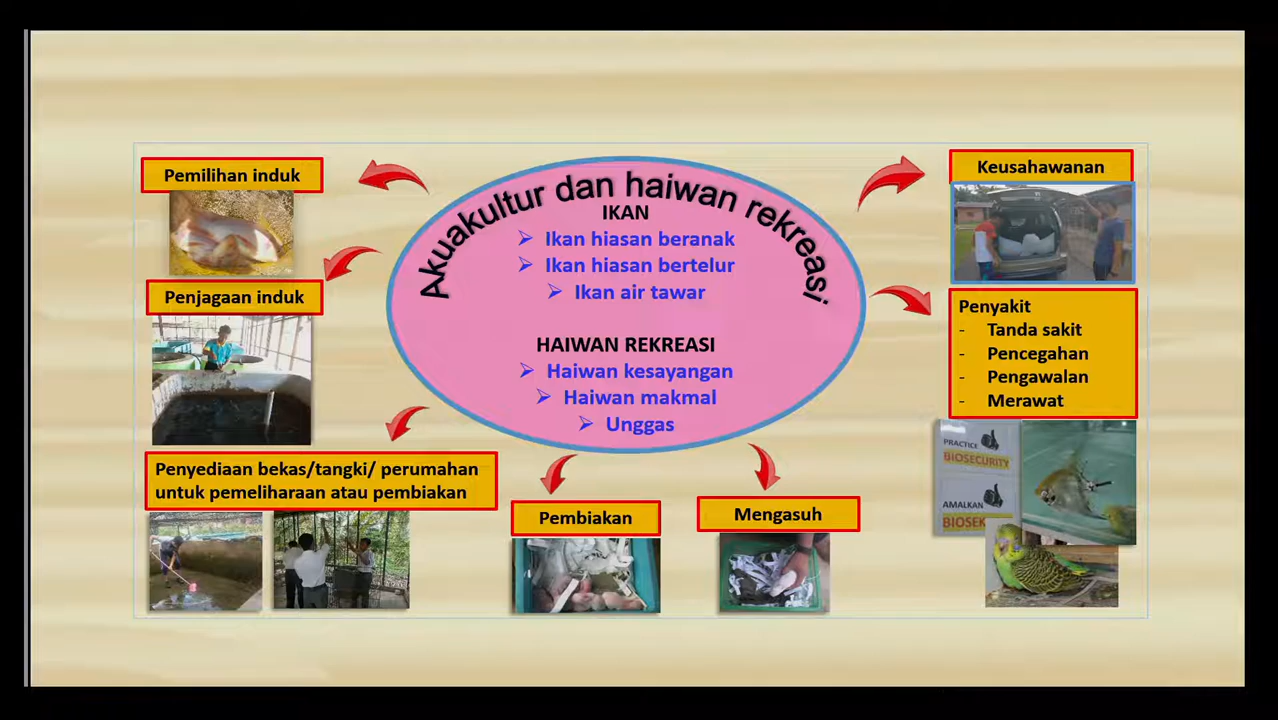 Akuakultur dan haiwan rekreasi
IKAN
Ikan hiasan beranak
Ikan hiasan bertelur
Ikan air tawar
HAIWAN REKREASI
Haiwan kesayangan
Haiwan makmal
Unggas
Pemilihan induk
Penjagaan induk
Penyediaan bekas/tangki/ perumahan
untuk pemeliharaan atau pembiakan
Pembiakan
Mengasuh
Keusahawanan
Penyakit
- Tanda sakit
- Pencegahan
- Pengawalan
- Merawat
PRACTICE
BIOSECURITY
AMALKAN